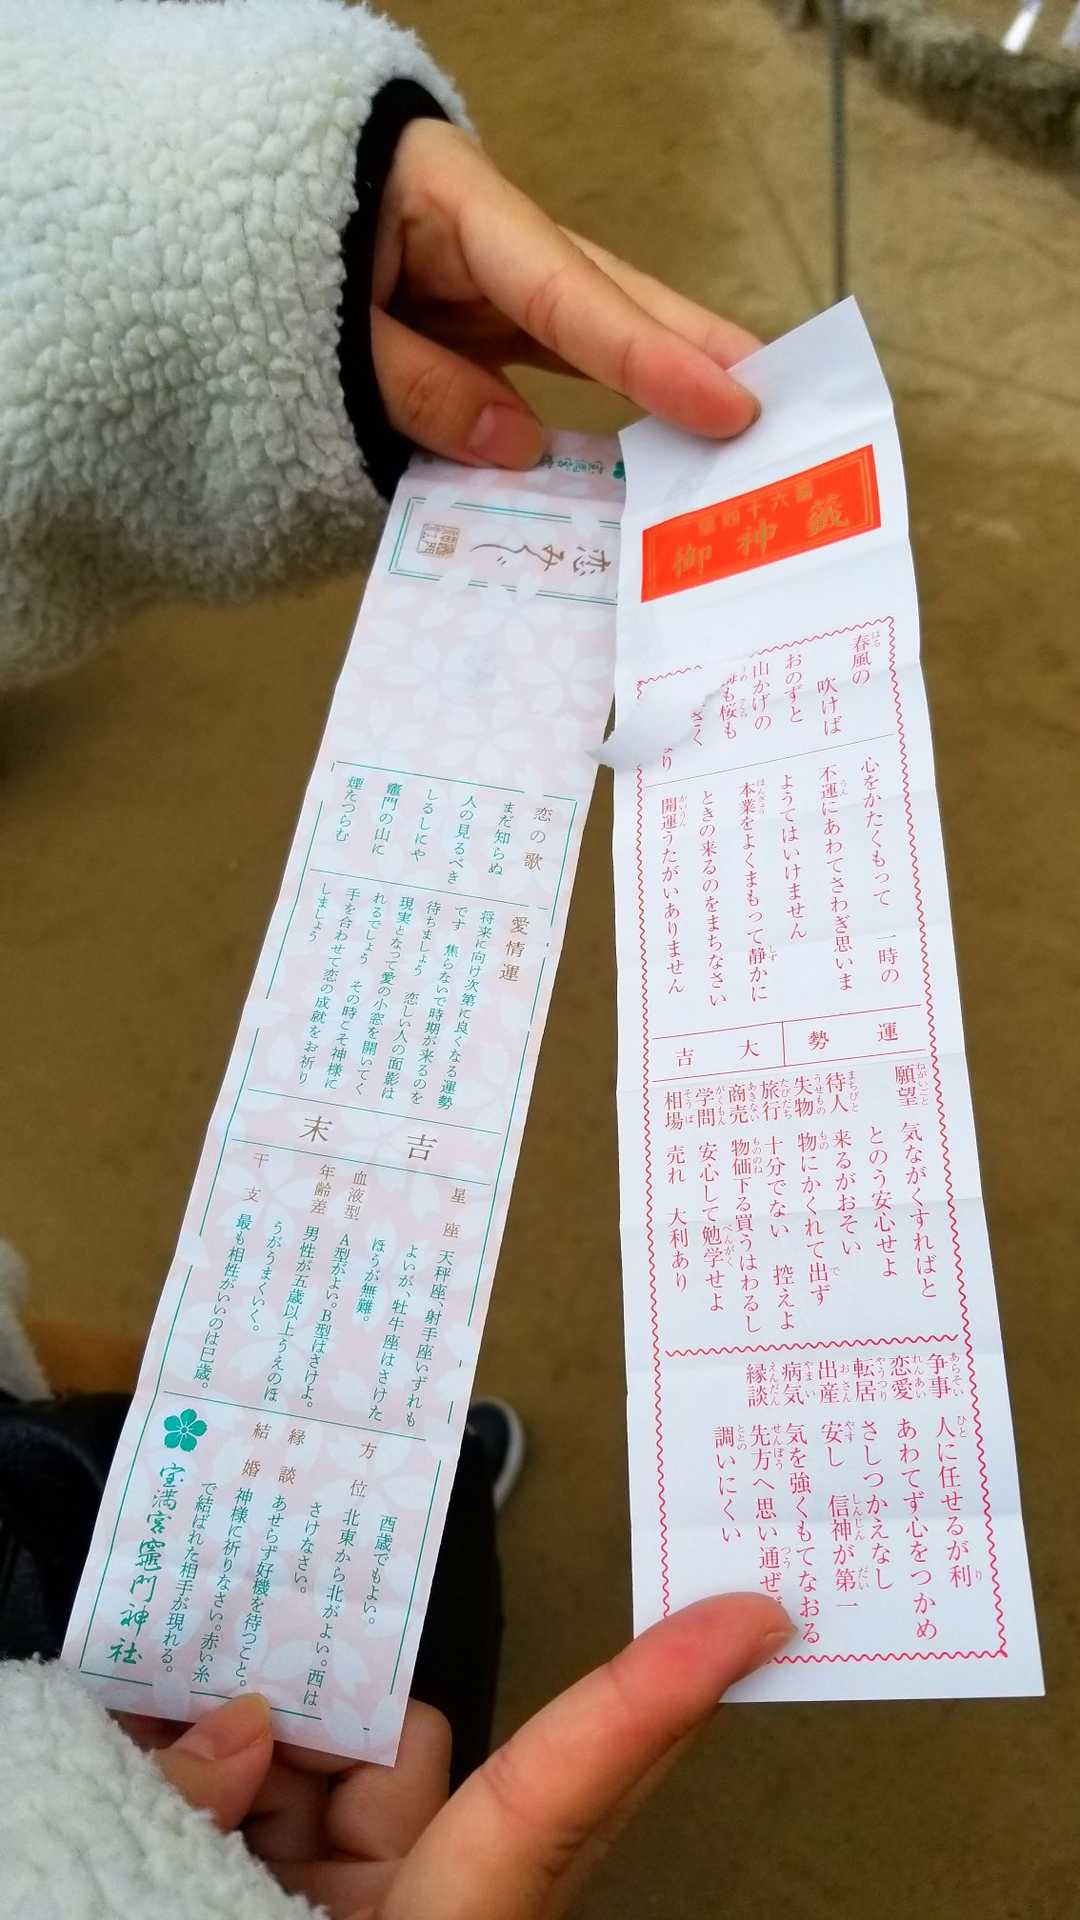 恋みくじ
恋の歌
まだ知らぬ
人の見るべき
しるしにや
竈門の山に
煙たつらむ
愛情運
将来に向け次第に良くなる運勢
です 焦らないで時期が来るのを
待ちましょう 恋しい人の面影は
現実となって愛の小窓を開いてく
れるでしょう その時こそ神様に
手を合わせて恋の成就をお祈り
しましょう
末吉
星座 天秤座、射手座いずれも
よいが、牡牛座はさけた
ほうが無難。
血液型 A型がよい。B型はさけよ。
年齢差 男性が五歳以上うえのほ
うがうまくいく。
干支 最も相性がいいのは巳歳。
酉歳でもよい。
方位 北東から北がよい。西は
さけなさい。
縁談 あせらず好機を待つこと。
結婚 神様に祈りなさい。赤い糸
で結ばれた相手が現れる。
宝満宮竈門神社
第四十六番
御神籤
春風の
吹けば
おのずと
山かげの
も桜も
心をかたくもって 一時の
不運にあわてさわぎ思いま
ようてはいけません
本業をよくまもって静かに
ときの来るのをまちなさい
開運うたがいありません
運勢 大吉
願望 気ながくすればと
とのう安心せよ
待人 来るがおそい
失物 物にかくれて出ず
旅行 十分でない 控えよ
商売 物価下る買うはわるし
学問 安心して勉学せよ
相場 売れ 大利あり
争事 人に任せるが利
恋愛 あわてず心をつかめ
転居 さしつかえなし
出産 安し 信神が第一
病気 気を強くもてなおる
縁談 先方へ思い通ぜ
調いにくい